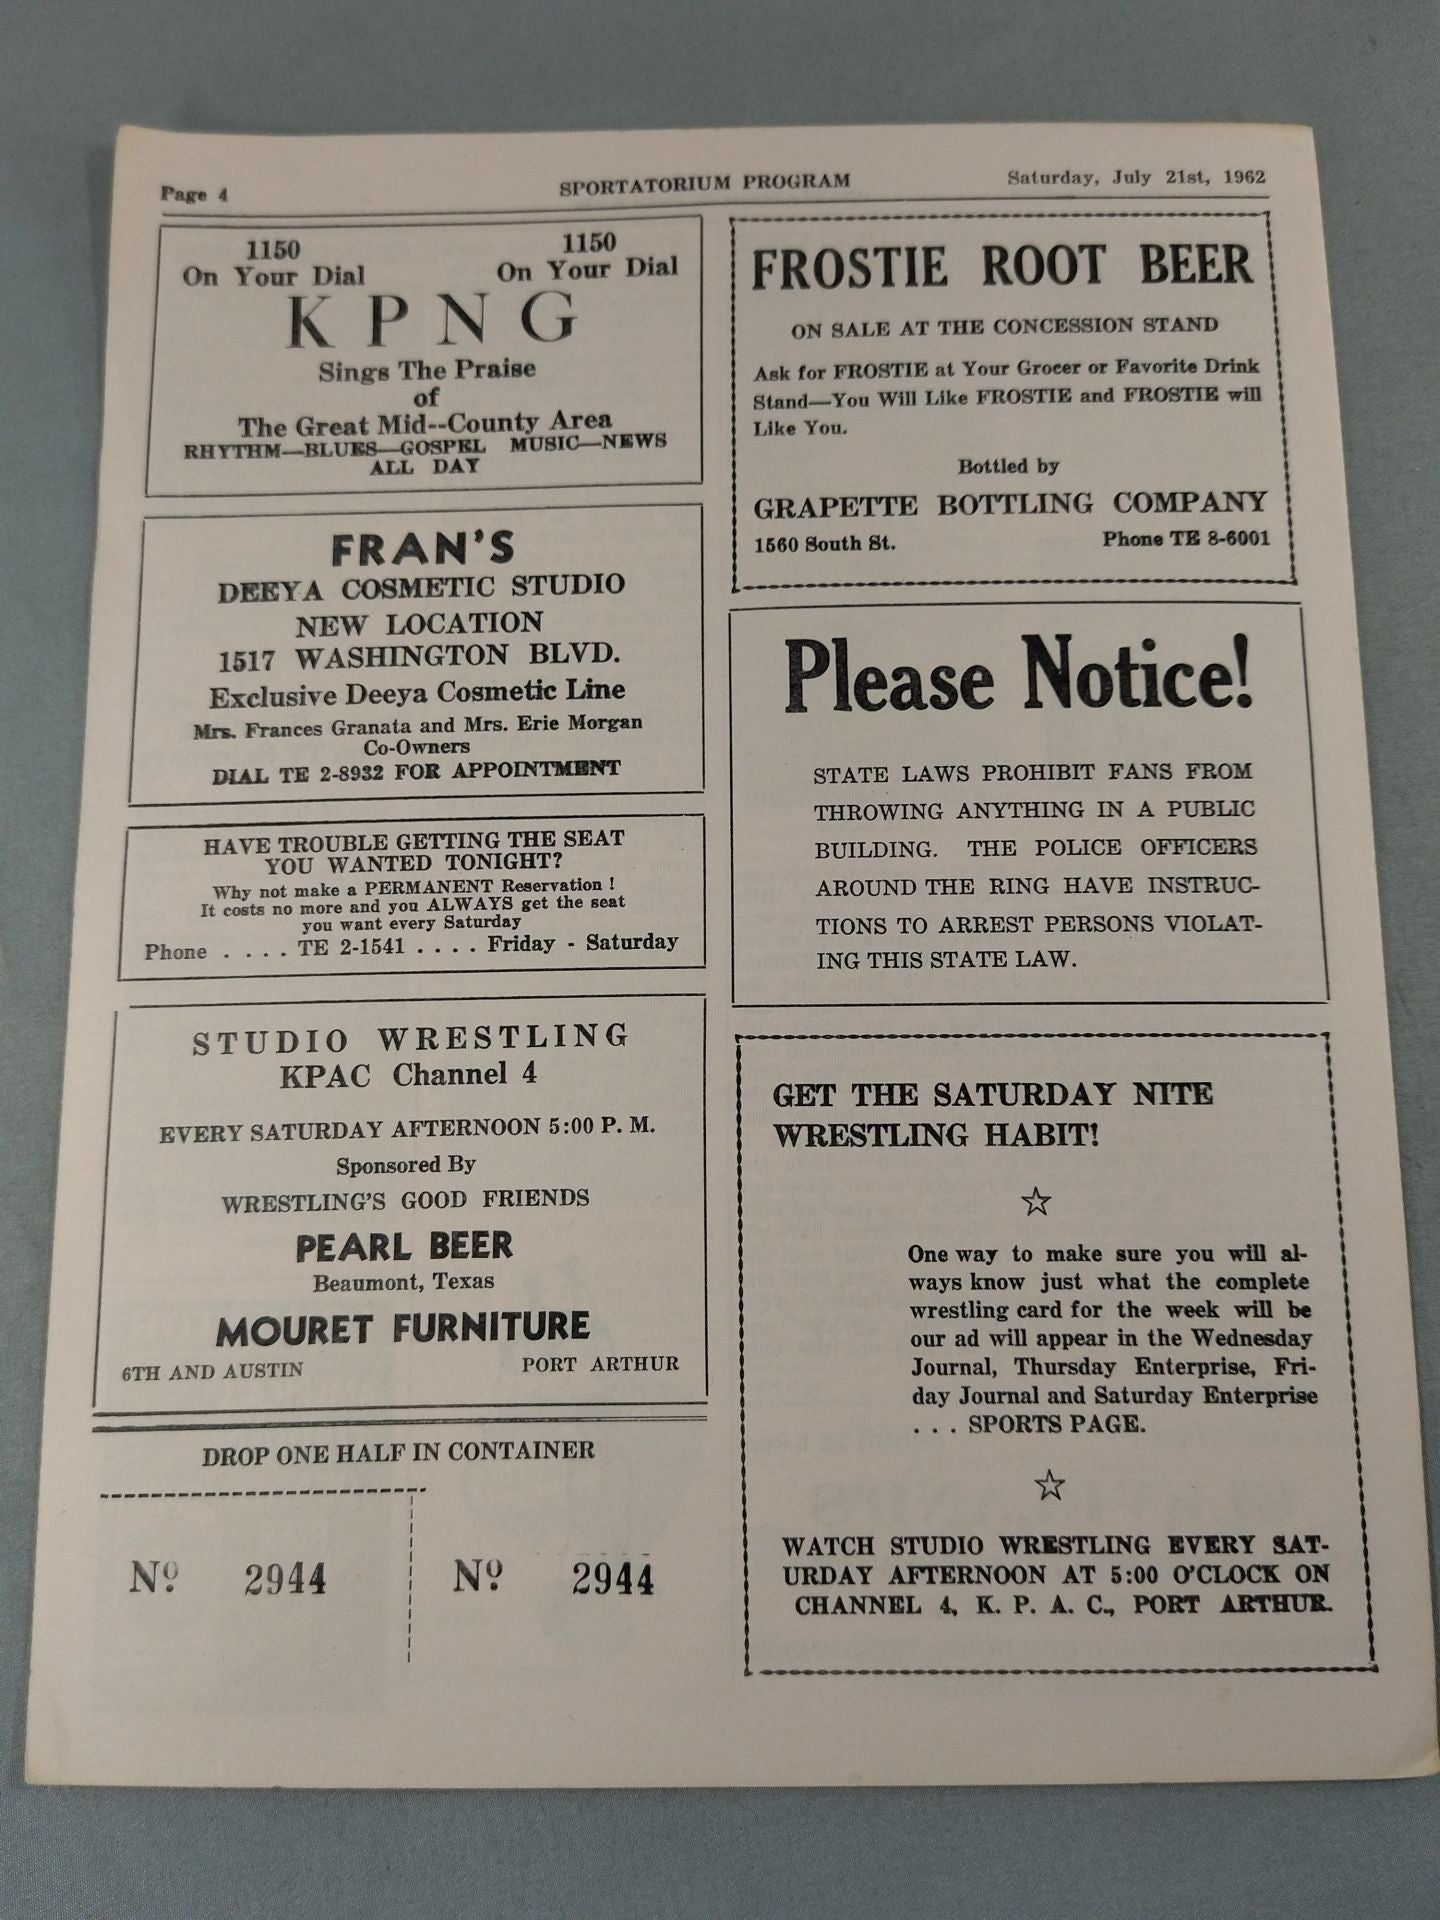 Page 4
SPORTATORIUM PROGRAM
Saturday, July 21st, 1962
1150 1150
On Your Dial On Your Dial
KPNG
Sings The Praise
of
The Great Mid--County Area
RHYTHM—BLUES—GOSPEL MUSIC—NEWS
ALL DAY
FRAN'S
DEEYA COSMETIC STUDIO
NEW LOCATION
1517 WASHINGTON BLVD.
Exclusive Deeya Cosmetic Line
Mrs. Frances Granata and Mrs. Erie Morgan
Co-Owners
DIAL TE 2-8932 FOR APPOINTMENT
HAVE TROUBLE GETTING THE SEAT
YOU WANTED TONIGHT?
Why not make a PERMANENT Reservation !
It costs no more and you ALWAYS get the seat
you want every Saturday
Phone . . . . TE 2-1541 . . . . Friday - Saturday
STUDIO WRESTLING
KPAC Channel 4
EVERY SATURDAY AFTERNOON 5:00 P. M.
Sponsored By
WRESTLING'S GOOD FRIENDS
PEARL BEER
Beaumont, Texas
MOURET FURNITURE
6TH AND AUSTIN PORT ARTHUR
DROP ONE HALF IN CONTAINER
Nº 2944 Nº 2944
FROSTIE ROOT BEER
ON SALE AT THE CONCESSION STAND
Ask for FROSTIE at Your Grocer or Favorite Drink
Stand—You Will Like FROSTIE and FROSTIE will
Like You.
Bottled by
GRAPETTE BOTTLING COMPANY
1560 South St. Phone TE 8-6001
Please Notice!
STATE LAWS PROHIBIT FANS FROM
THROWING ANYTHING IN A PUBLIC
BUILDING. THE POLICE OFFICERS
AROUND THE RING HAVE INSTRUC-
TIONS TO ARREST PERSONS VIOLAT-
ING THIS STATE LAW.
GET THE SATURDAY NITE
WRESTLING HABIT!
One way to make sure you will al-
ways know just what the complete
wrestling card for the week will be
our ad will appear in the Wednesday
Journal, Thursday Enterprise, Fri-
day Journal and Saturday Enterprise
. . . SPORTS PAGE.
WATCH STUDIO WRESTLING EVERY SAT-
URDAY AFTERNOON AT 5:00 O'CLOCK ON
CHANNEL 4, K. P. A. C., PORT ARTHUR.